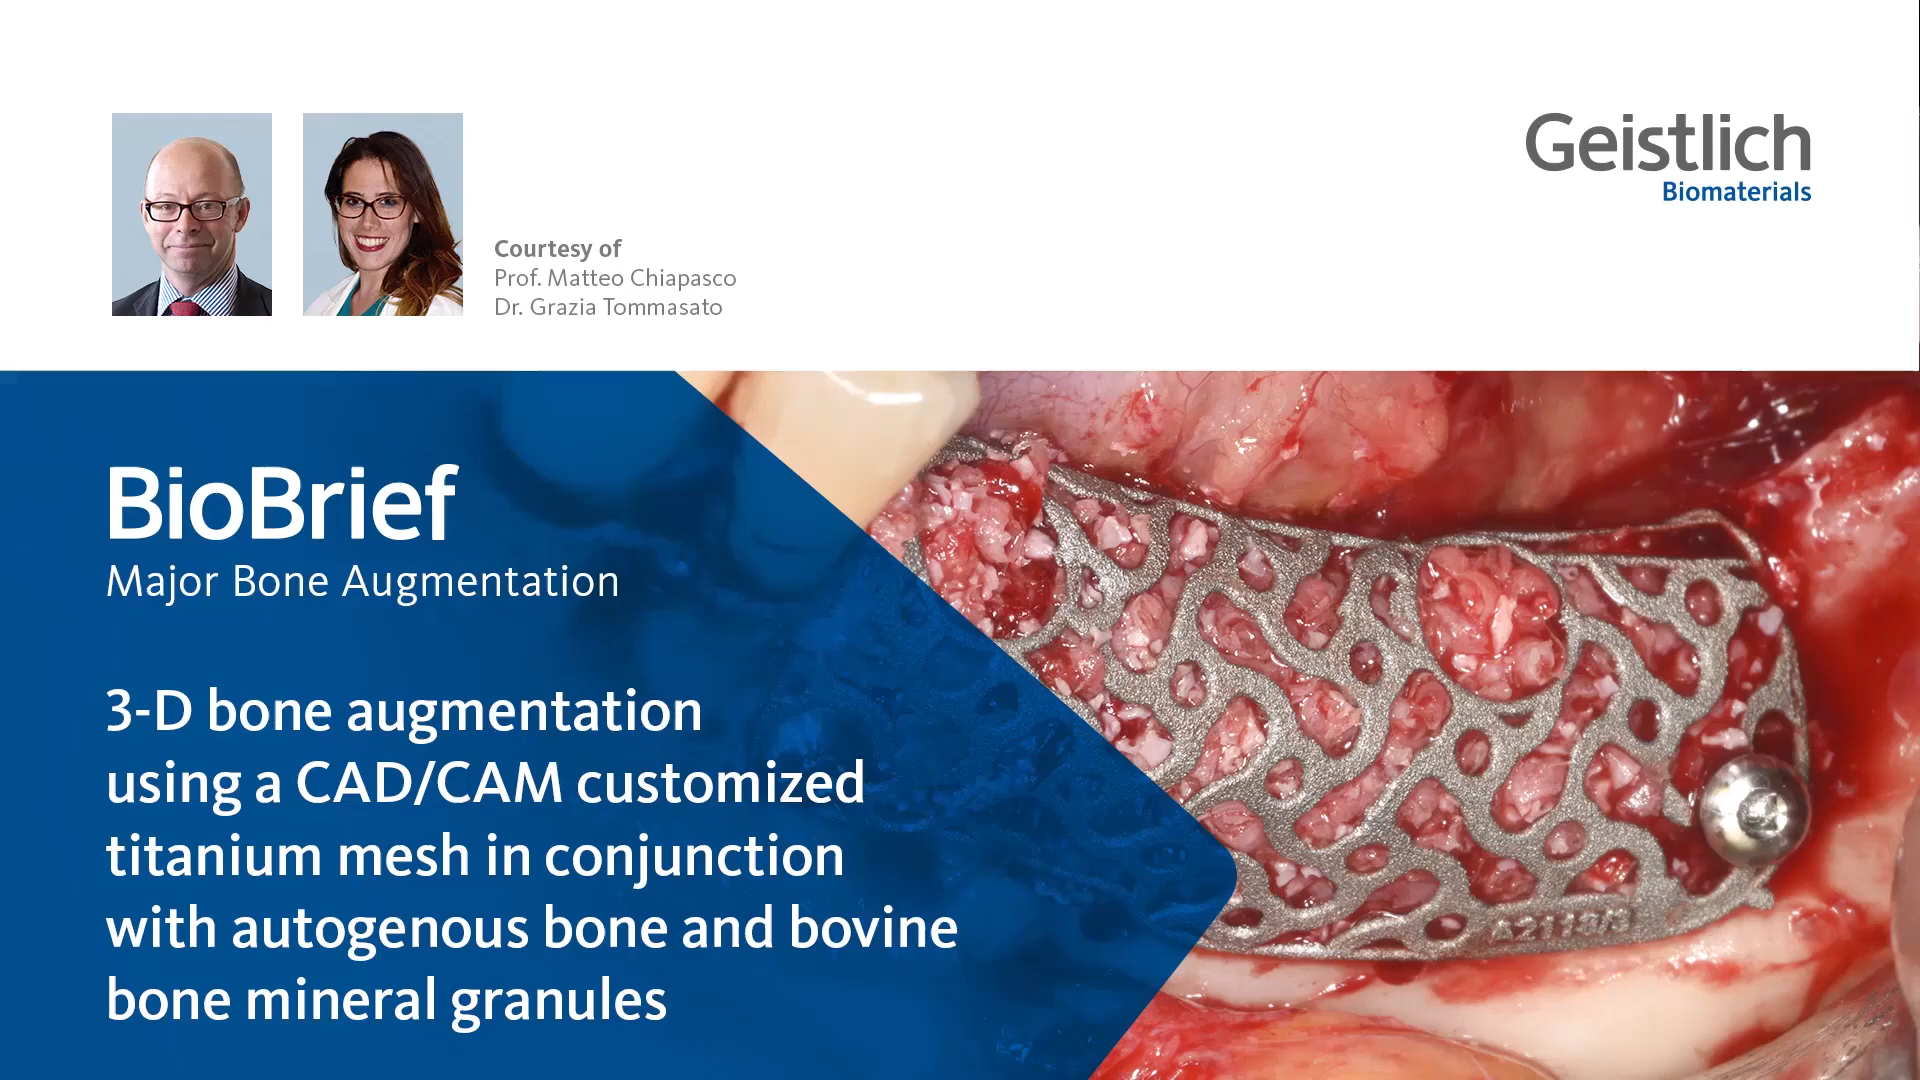 Geistlich
Biomaterials
Courtesy of
Prof. Matteo Chiapasco
Dr. Grazia Tommasato
BioBrief
Major Bone Augmentation
3-D bone augmentation
using a CAD/CAM customized
titanium mesh in conjunction
with autogenous bone and bovine
bone mineral granules